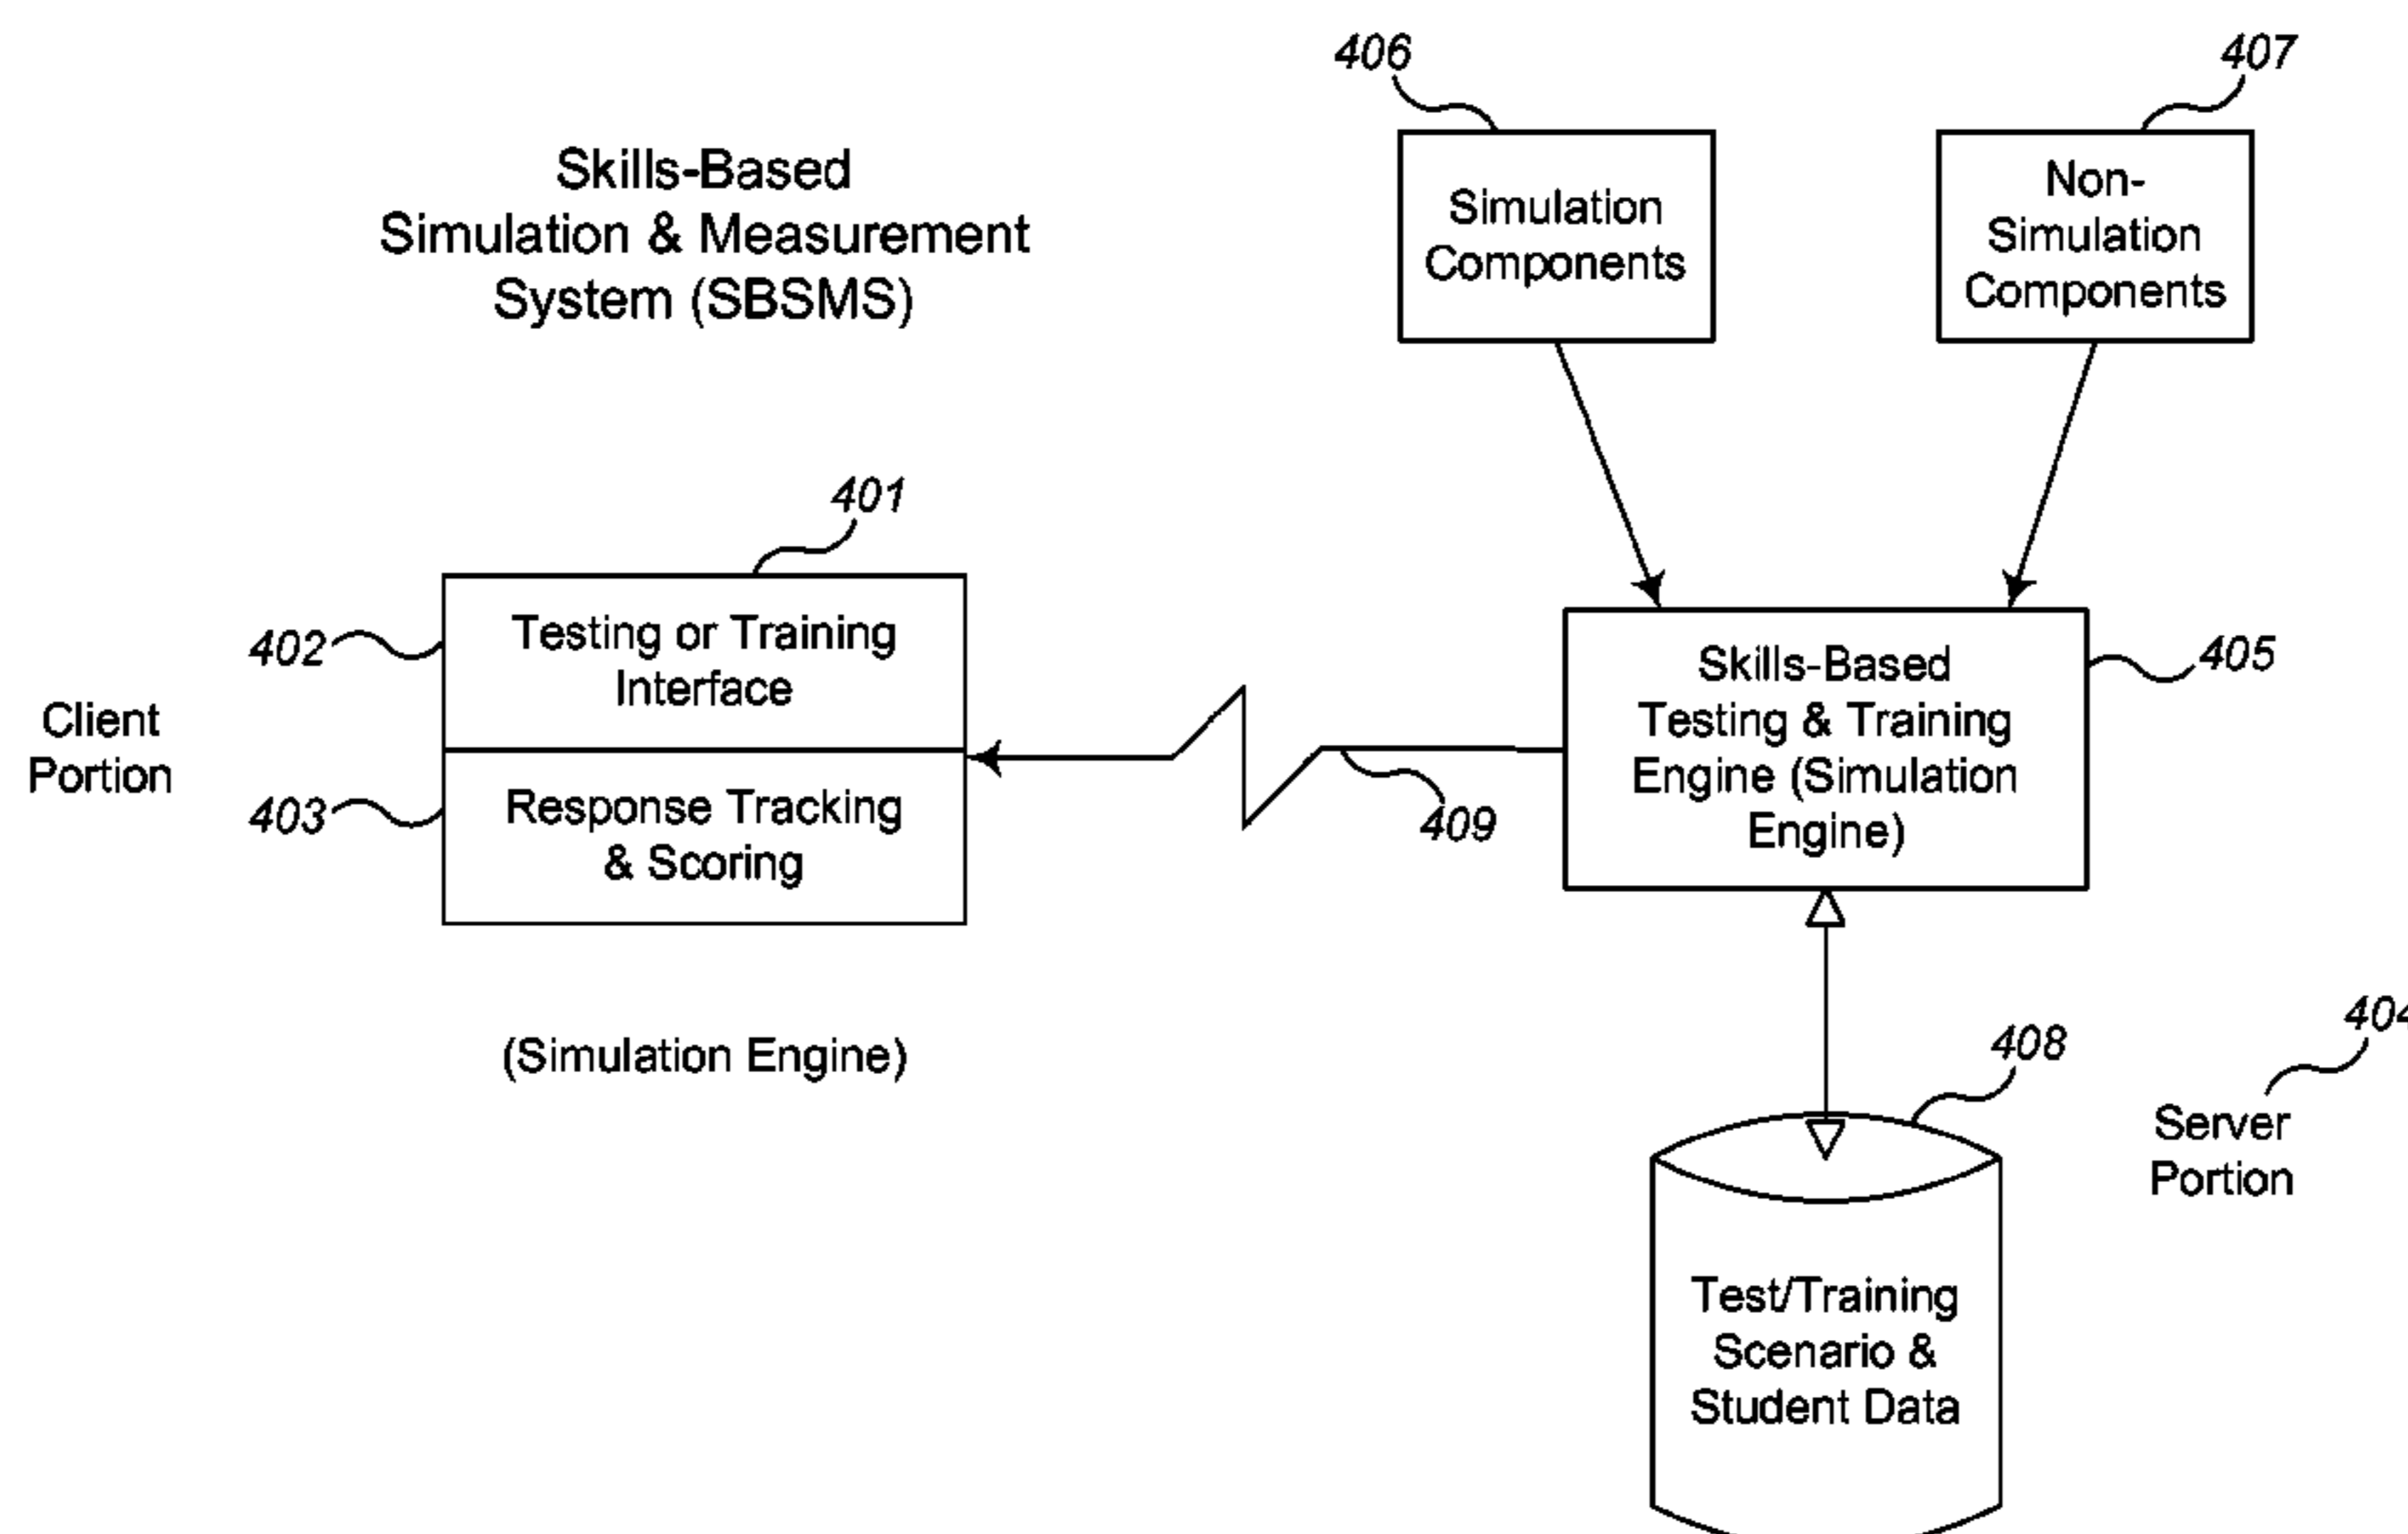 406
407
Skills-Based
Simulation & Measurement
System (SBSMS)
Simulation
Components
Non-
Simulation
Components
401
402
Testing or Training
Interface
Client
Portion
403
Response Tracking
& Scoring
409
Skills-Based
Testing & Training
Engine (Simulation
Engine)
405
(Simulation Engine)
408
404
Server
Portion
Test/Training
Scenario &
Student Data